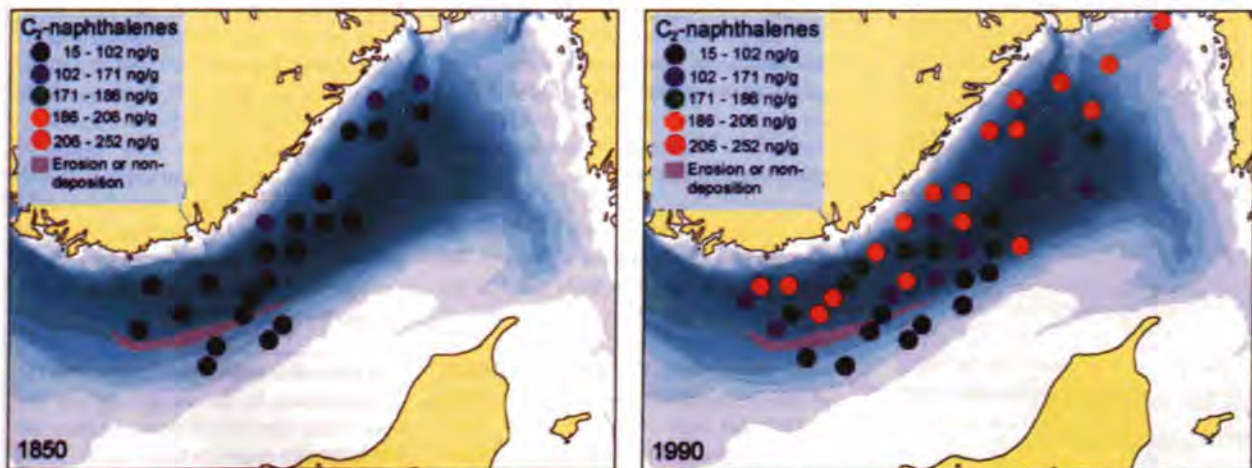 C₂-naphthalenes
15 - 102 ng/g
102 - 171 ng/g
171 - 186 ng/g
186 - 206 ng/g
206 - 252 ng/g
Erosion or non-
deposition
1850
C₂-naphthalenes
15 - 102 ng/g
102 - 171 ng/g
171 - 186 ng/g
186 - 206 ng/g
206 - 252 ng/g
Erosion or non-
deposition
1990